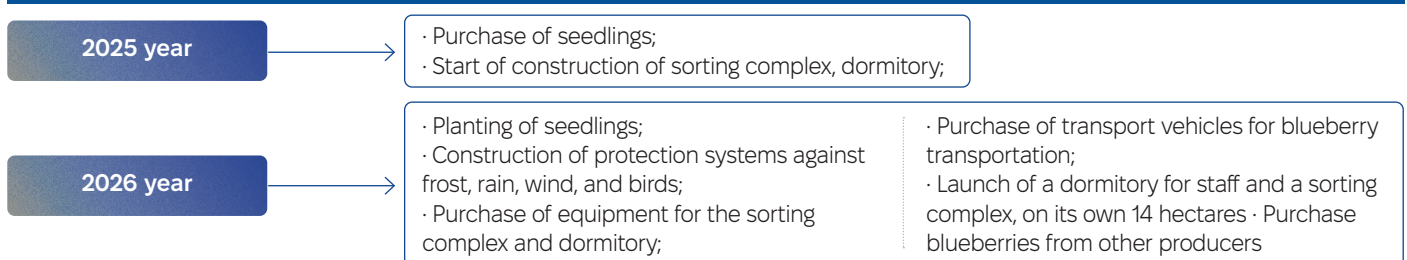 2025 year
· Purchase of seedlings;
· Start of construction of sorting complex, dormitory;
2026 year
· Planting of seedlings;
· Construction of protection systems against
frost, rain, wind, and birds;
· Purchase of equipment for the sorting
complex and dormitory;
· Purchase of transport vehicles for blueberry
transportation;
· Launch of a dormitory for staff and a sorting
complex, on its own 14 hectares · Purchase
blueberries from other producers